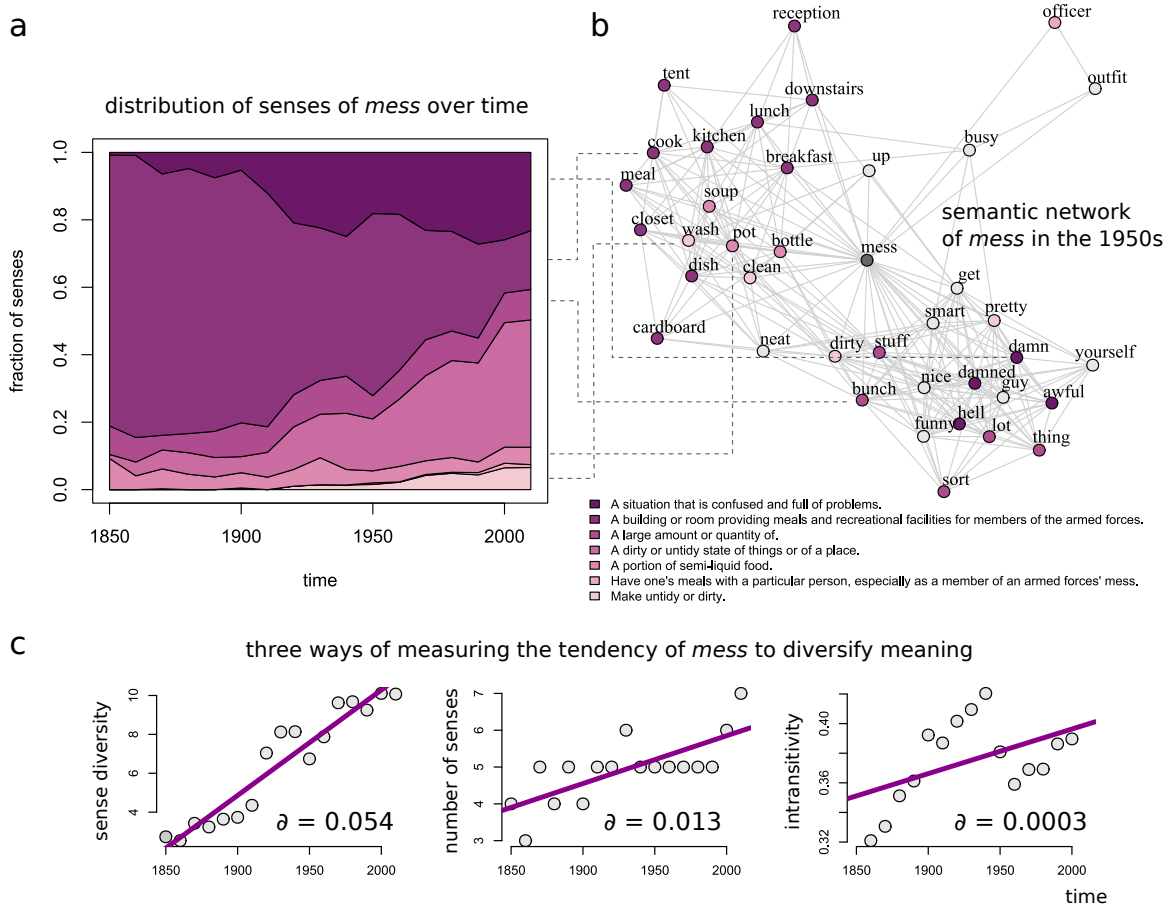 a
distribution of senses of mess over time
fraction of senses
1.0
0.8
0.6
0.4
0.2
0.0
1850
1900
1950
2000
time
b
reception
officer
tent
outfit
downstairs
lunch
cook
kitchen
busy
breakfast
up
meal
soup
closet
semantic network
of mess in the 1950s
wash
pot
bottle
mess
dish
clean
get
smart
pretty
cardboard
neat
dirty
stuff
damn
yourself
nice
damned
bunch
guy
awful
hell
funny
lot
thing
sort
A situation that is confused and full of problems.
A building or room providing meals and recreational facilities for members of the armed forces.
A large amount or quantity of.
A dirty or untidy state of things or of a place.
A portion of semi-liquid food.
Have one's meals with a particular person, especially as a member of an armed forces' mess.
Make untidy or dirty.
c
three ways of measuring the tendency of mess to diversify meaning
sense diversity
10
8
6
4
∂ = 0.054
1850
1900
1950
2000
number of senses
7
6
5
4
3
∂ = 0.013
1850
1900
1950
2000
intransitivity
0.40
0.36
0.32
∂ = 0.0003
1850
1900
1950
2000
time